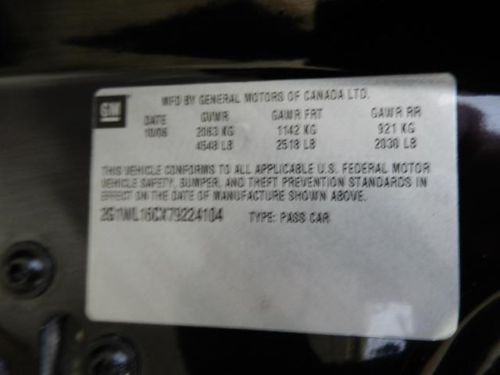 GM
MFD BY GENERAL MOTORS OF CANADA LTD.
DATE GVWR GAWR FRT GAWR RR
10/06 2063 KG 1142 KG 921 KG
4548 LB 2518 LB 2030 LB
THIS VEHICLE CONFORMS TO ALL APPLICABLE U.S. FEDERAL MOTOR
VEHICLE SAFETY, BUMPER, AND THEFT PREVENTION STANDARDS IN
EFFECT ON THE DATE OF MANUFACTURE SHOWN ABOVE.
2G1WL16CX79224104 TYPE: PASS CAR